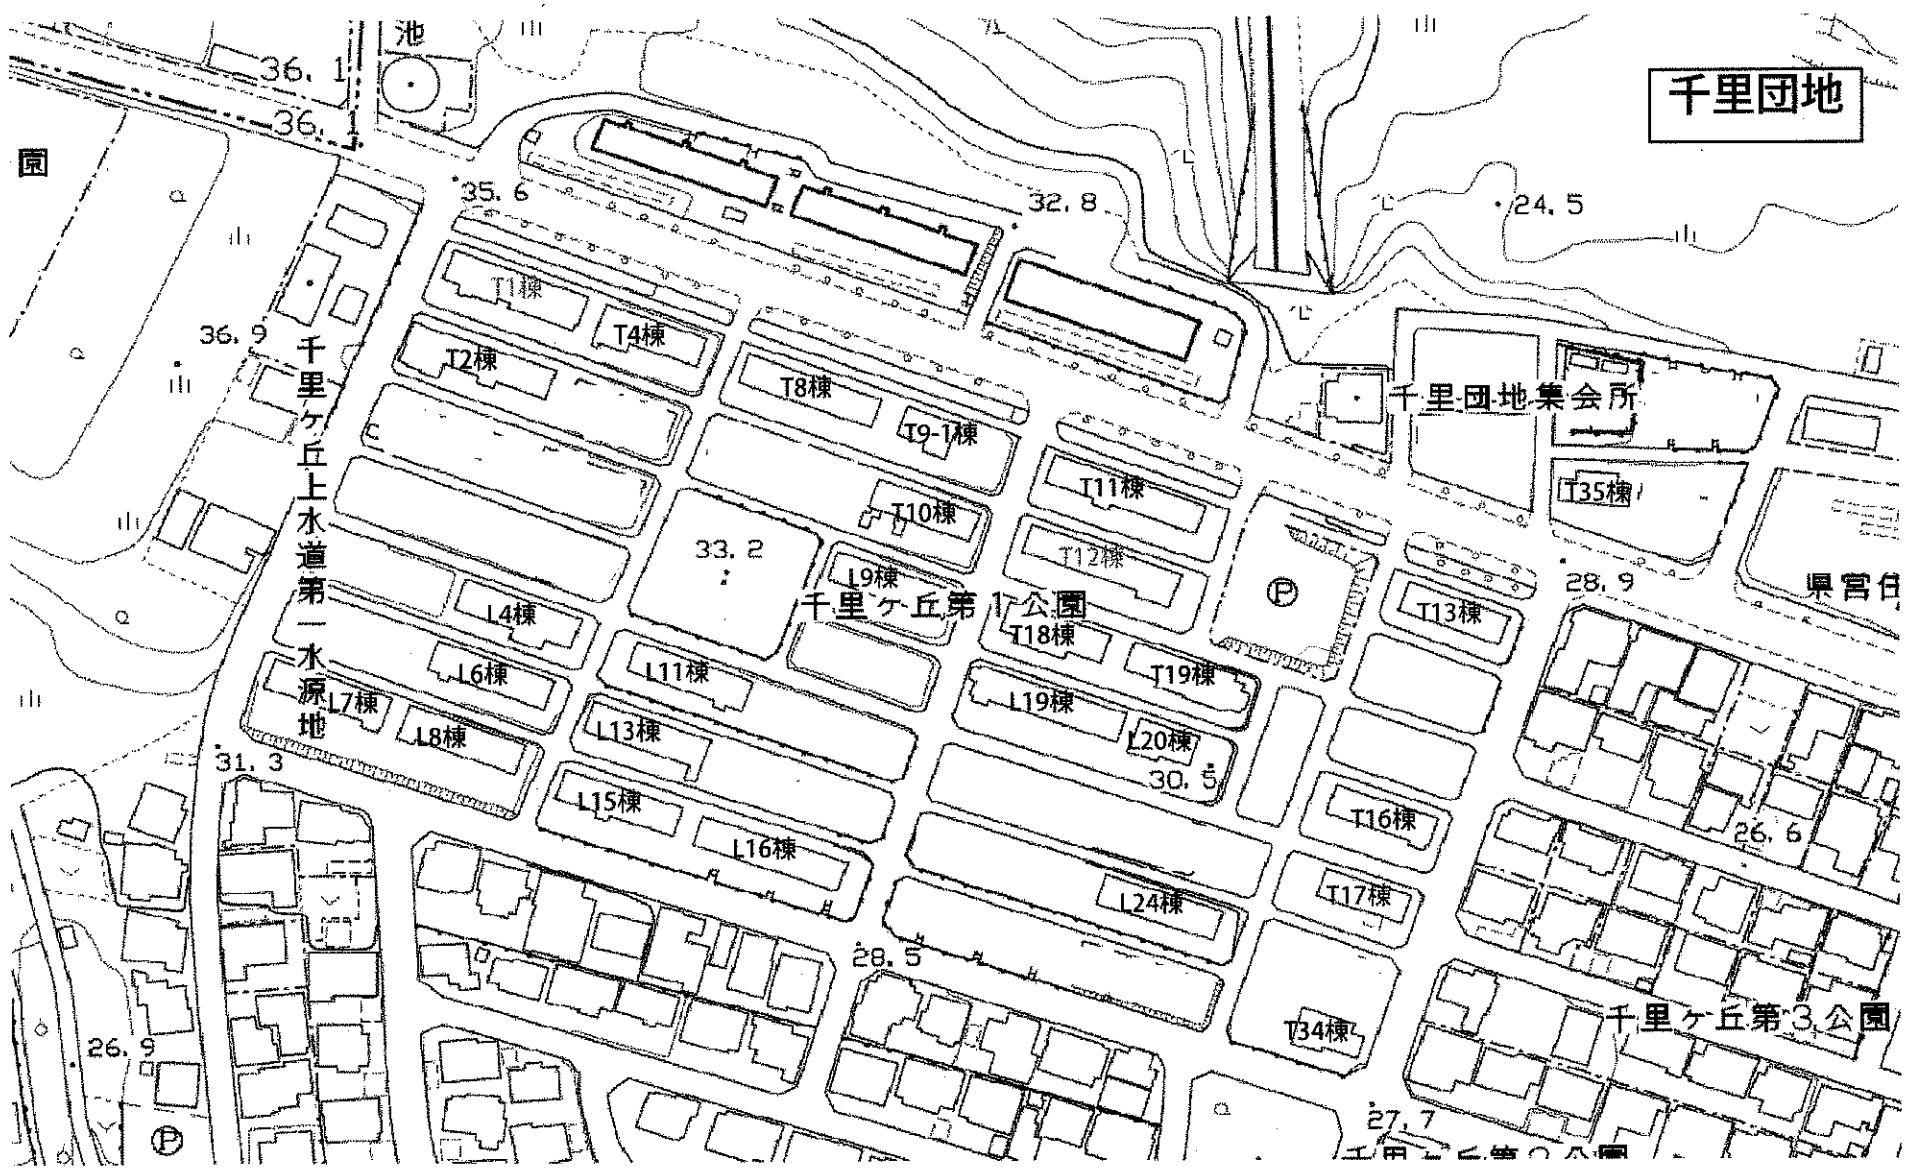 千里団地
池
36.1
36.1
園
35.6
32.8
24.5
T1棟
36.9
T4棟
T2棟
T8棟
千里団地集会所
T9-1棟
千里ヶ丘上水道第一水源地
T11棟
T35棟
T10棟
33.2
T12棟
L9棟
28.9
県営住
千里ヶ丘第1公園
L4棟
T13棟
T18棟
L6棟
L11棟
T19棟
L7棟
L19棟
L8棟
L13棟
L20棟
31.3
30.5
L15棟
T16棟
26.6
L16棟
T17棟
L24棟
28.5
千里ヶ丘第3公園
T34棟
26.9
27.7
P
P